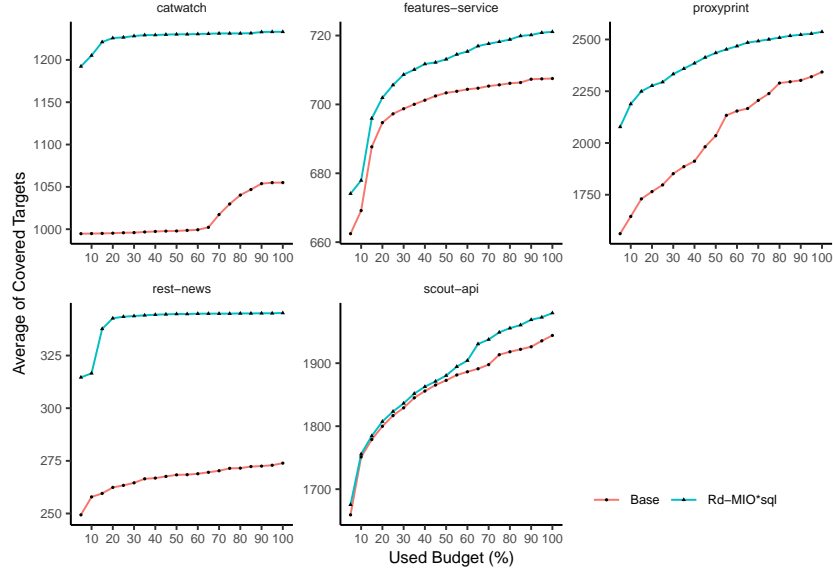 catwatch
features−service
proxyprint
1200
1150
1100
1050
1000
10 20 30 40 50 60 70 80 90 100
720
700
680
660
10 20 30 40 50 60 70 80 90 100
2500
2250
2000
1750
10 20 30 40 50 60 70 80 90 100
Average of Covered Targets
rest−news
scout−api
325
300
275
250
10 20 30 40 50 60 70 80 90 100
1900
1800
1700
10 20 30 40 50 60 70 80 90 100
Base
Rd−MIO*sql
Used Budget (%)